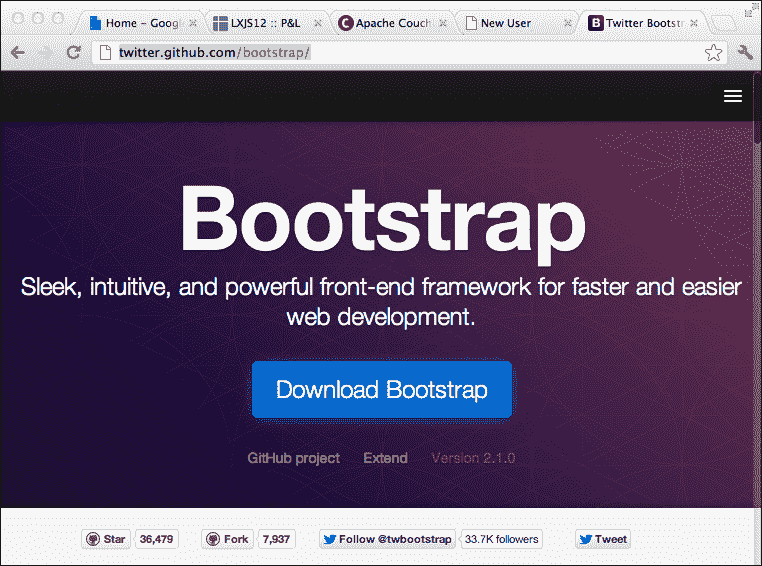 Home - Goog
LXJS12 :: P&L
Apache Couch
New User
Twitter Bootstr
twitter.github.com/bootstrap/
Bootstrap
Sleek, intuitive, and powerful front-end framework for faster and easier
web development.
Download Bootstrap
GitHub project Extend Version 2.1.0
Star 36,479 Fork 7,937 Follow @twbootstrap 33.7K followers Tweet